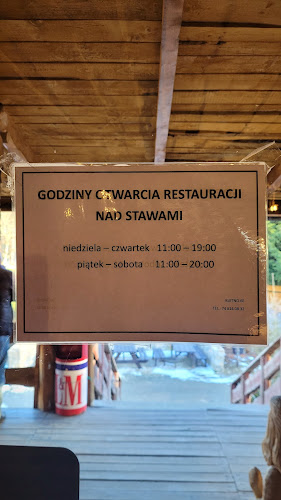 GODZINY OTWARCIA RESTAURACJI
NAD STAWAMI
niedziela – czwartek 11:00 – 19:00
piątek – sobota 11:00 – 20:00